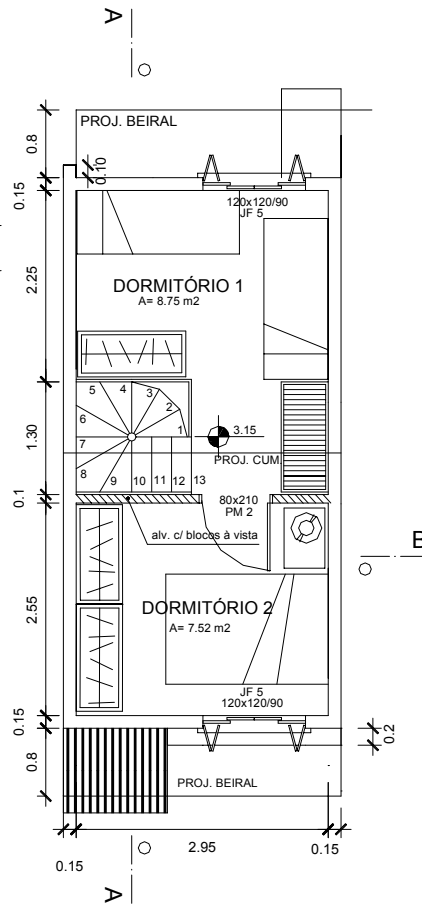 A
PROJ. BEIRAL
0.8
0.10
0.15
120x120/90
JF 5
2.25
DORMITÓRIO 1
A= 8.75 m2
5
4
3
2
1
6
7
8
9
10
11
12
13
3.15
PROJ. CUM.
1.30
0.1
80x210
PM 2
alv. c/ blocos à vista
B
2.55
DORMITÓRIO 2
A= 7.52 m2
JF 5
120x120/90
0.15
0.2
0.8
PROJ. BEIRAL
0.15
2.95
0.15
A